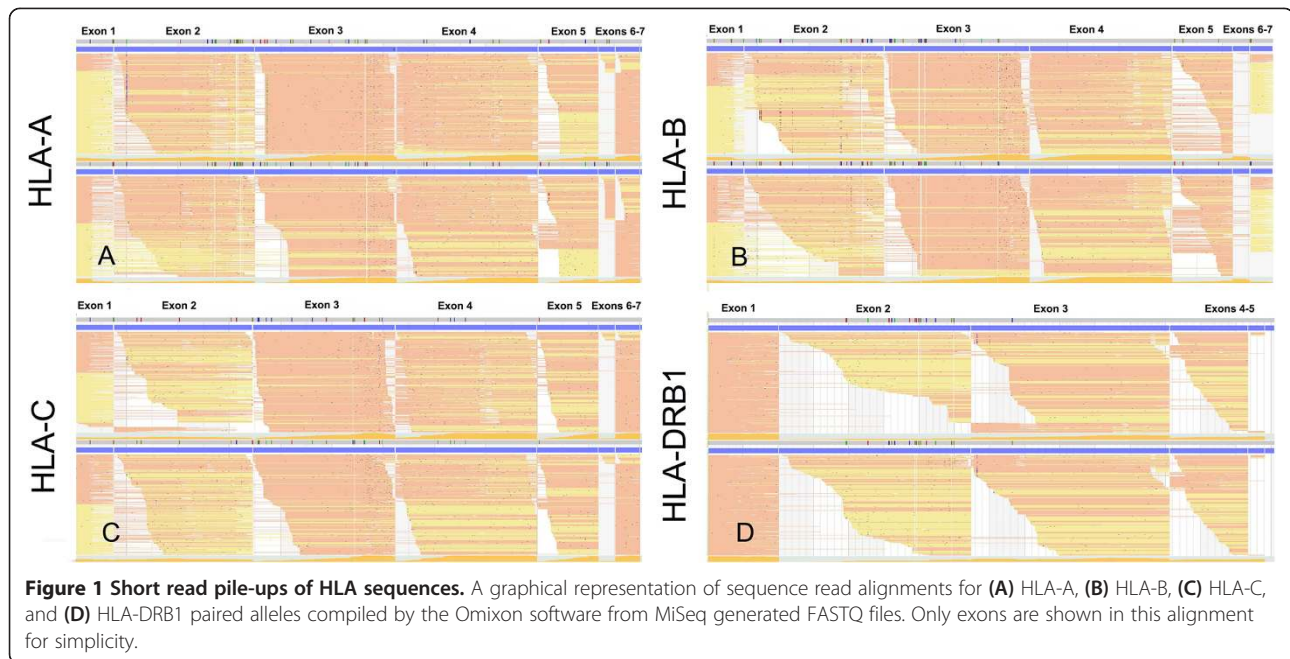 Exon 1 Exon 2 Exon 3 Exon 4 Exon 5 Exons 6-7
HLA-A
A
Exon 1 Exon 2 Exon 3 Exon 4 Exon 5 Exons 6-7
HLA-B
B
Exon 1 Exon 2 Exon 3 Exon 4 Exon 5 Exons 6-7
HLA-C
C
Exon 1 Exon 2 Exon 3 Exons 4-5
HLA-DRB1
D
Figure 1 Short read pile-ups of HLA sequences. A graphical representation of sequence read alignments for (A) HLA-A, (B) HLA-B, (C) HLA-C,
and (D) HLA-DRB1 paired alleles compiled by the Omixon software from MiSeq generated FASTQ files. Only exons are shown in this alignment
for simplicity.